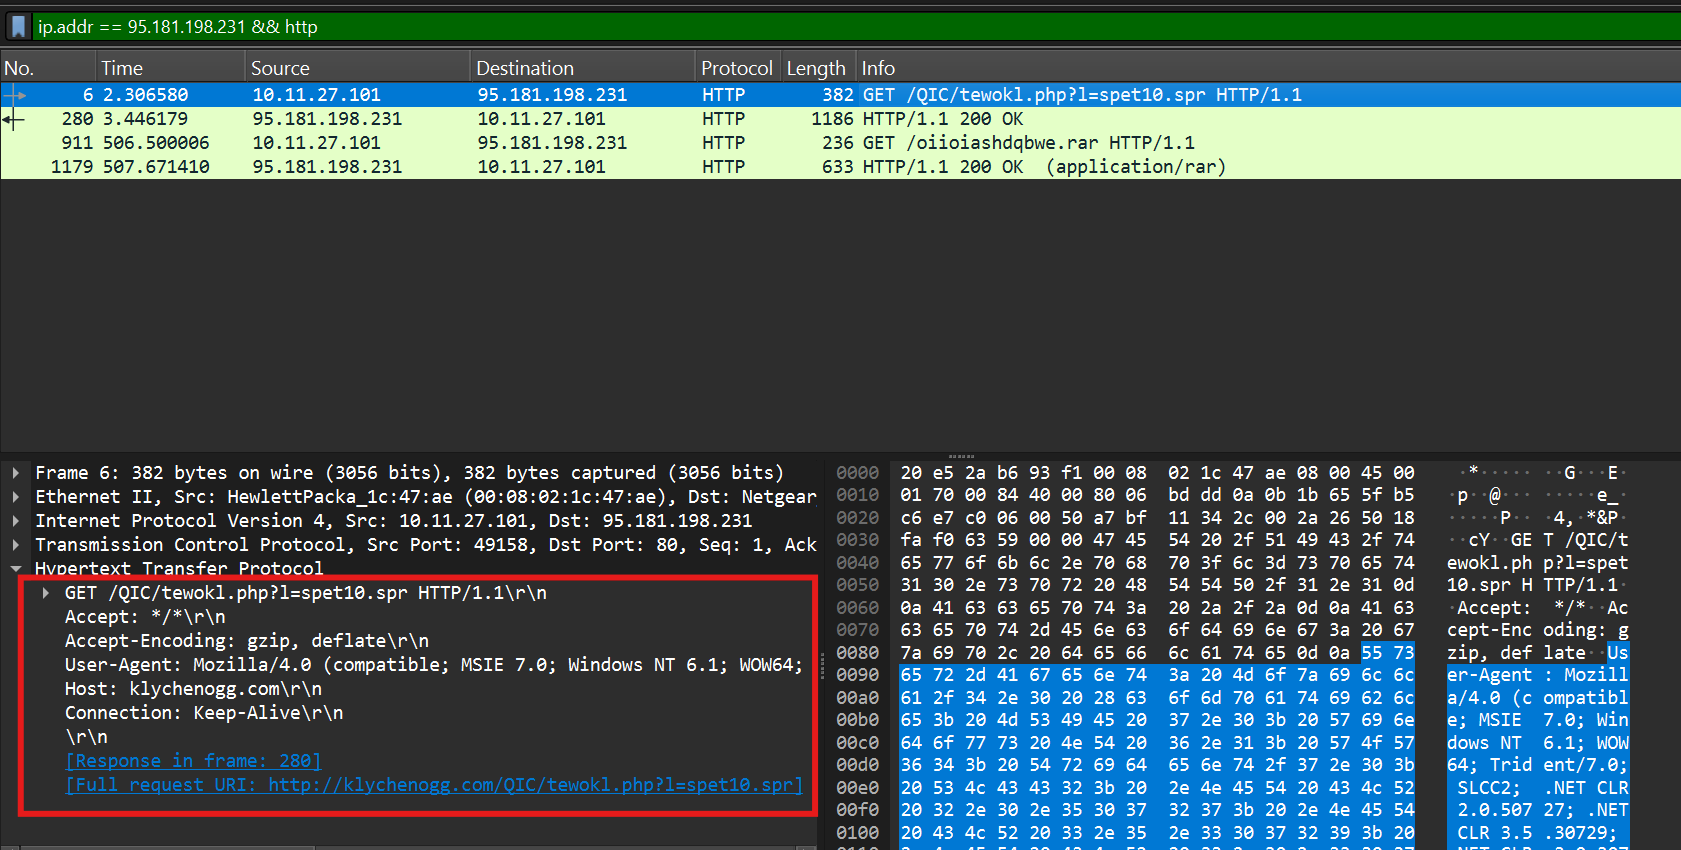 ip.addr == 95.181.198.231 && http
No. Time Source Destination Protocol Length Info
6 2.306580 10.11.27.101 95.181.198.231 HTTP 382 GET /QIC/tewokl.php?l=spet10.spr HTTP/1.1
280 3.446179 95.181.198.231 10.11.27.101 HTTP 1186 HTTP/1.1 200 OK
911 506.500006 10.11.27.101 95.181.198.231 HTTP 236 GET /oiioiashdqbwe.rar HTTP/1.1
1179 507.671410 95.181.198.231 10.11.27.101 HTTP 633 HTTP/1.1 200 OK (application/rar)
Frame 6: 382 bytes on wire (3056 bits), 382 bytes captured (3056 bits)
Ethernet II, Src: HewlettPacka_1c:47:ae (00:08:02:1c:47:ae), Dst: Netgear
Internet Protocol Version 4, Src: 10.11.27.101, Dst: 95.181.198.231
Transmission Control Protocol, Src Port: 49158, Dst Port: 80, Seq: 1, Ack
Hypertext Transfer Protocol
GET /QIC/tewokl.php?l=spet10.spr HTTP/1.1\r\n
Accept: */*\r\n
Accept-Encoding: gzip, deflate\r\n
User-Agent: Mozilla/4.0 (compatible; MSIE 7.0; Windows NT 6.1; WOW64;
Host: klychenogg.com\r\n
Connection: Keep-Alive\r\n
\r\n
[Response in frame: 280]
[Full request URI: http://klychenogg.com/QIC/tewokl.php?l=spet10.spr]
0000 20 e5 2a b6 93 f1 00 08 02 1c 47 ae 08 00 45 00 ·*····· ··G···E·
0010 01 70 00 84 40 00 80 06 bd dd 0a 0b 1b 65 5f b5 ·p··@··· ·····e_·
0020 c6 e7 c0 06 00 50 a7 bf 11 34 2c 00 2a 26 50 18 ·····P·· ·4,·*&P·
0030 fa f0 63 59 00 00 47 45 54 20 2f 51 49 43 2f 74 ··cY··GE T /QIC/t
0040 65 77 6f 6b 6c 2e 70 68 70 3f 6c 3d 73 70 65 74 ewokl.ph p?l=spet
0050 31 30 2e 73 70 72 20 48 54 54 50 2f 31 2e 31 0d 10.spr H TTP/1.1·
0060 0a 41 63 63 65 70 74 3a 20 2a 2f 2a 0d 0a 41 63 ·Accept: */*··Ac
0070 63 65 70 74 2d 45 6e 63 6f 64 69 6e 67 3a 20 67 cept-Enc oding: g
0080 7a 69 70 2c 20 64 65 66 6c 61 74 65 0d 0a 55 73 zip, def late··Us
0090 65 72 2d 41 67 65 6e 74 3a 20 4d 6f 7a 69 6c 6c er-Agent : Mozill
00a0 61 2f 34 2e 30 20 28 63 6f 6d 70 61 74 69 62 6c a/4.0 (c ompatibl
00b0 65 3b 20 4d 53 49 45 20 37 2e 30 3b 20 57 69 6e e; MSIE 7.0; Win
00c0 64 6f 77 73 20 4e 54 20 36 2e 31 3b 20 57 4f 57 dows NT 6.1; WOW
00d0 36 34 3b 20 54 72 69 64 65 6e 74 2f 37 2e 30 3b 64; Trid ent/7.0;
00e0 20 53 4c 43 43 32 3b 20 2e 4e 45 54 20 43 4c 52 SLCC2; .NET CLR
00f0 20 32 2e 30 2e 35 30 37 32 37 3b 20 2e 4e 45 54 2.0.507 27; .NET
0100 20 43 4c 52 20 33 2e 35 2e 33 30 37 32 39 3b 20 CLR 3.5 .30729;